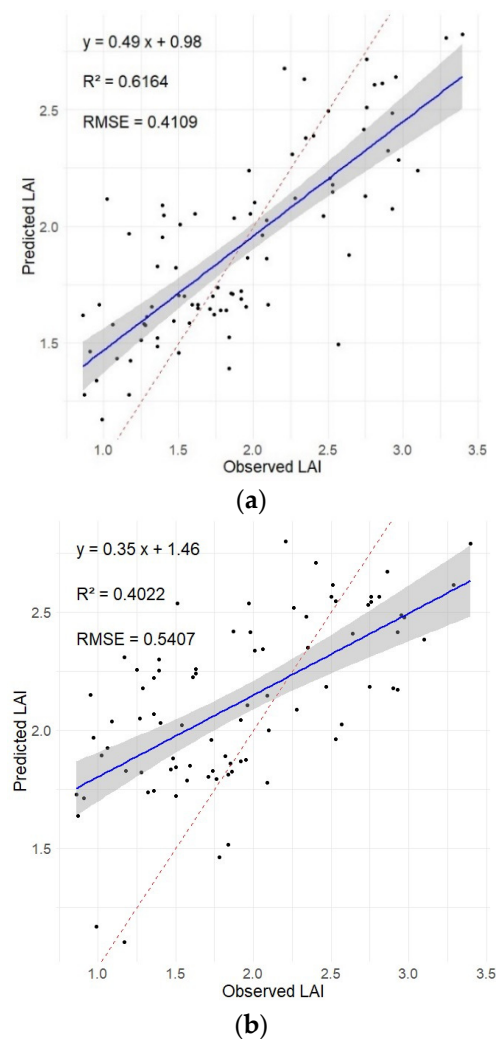 y = 0.49 x + 0.98
R² = 0.6164
RMSE = 0.4109
2.5
2.0
1.5
Predicted LAI
1.0 1.5 2.0 2.5 3.0 3.5
Observed LAI
(a)
y = 0.35 x + 1.46
R² = 0.4022
RMSE = 0.5407
2.5
2.0
1.5
Predicted LAI
1.0 1.5 2.0 2.5 3.0 3.5
Observed LAI
(b)